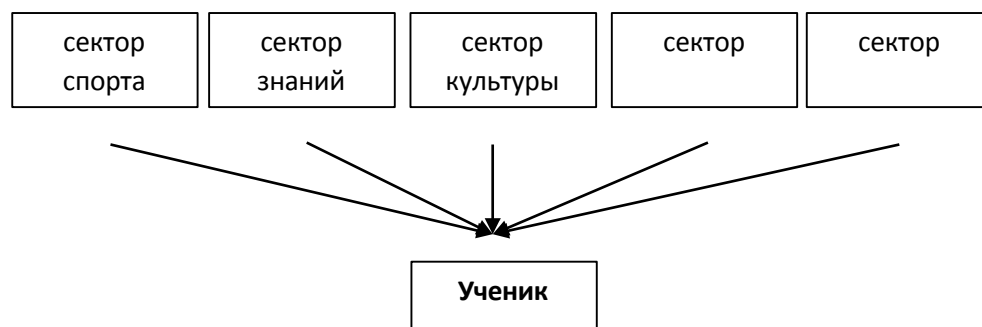 сектор
спорта
сектор
знаний
сектор
культуры
сектор
сектор
Ученик